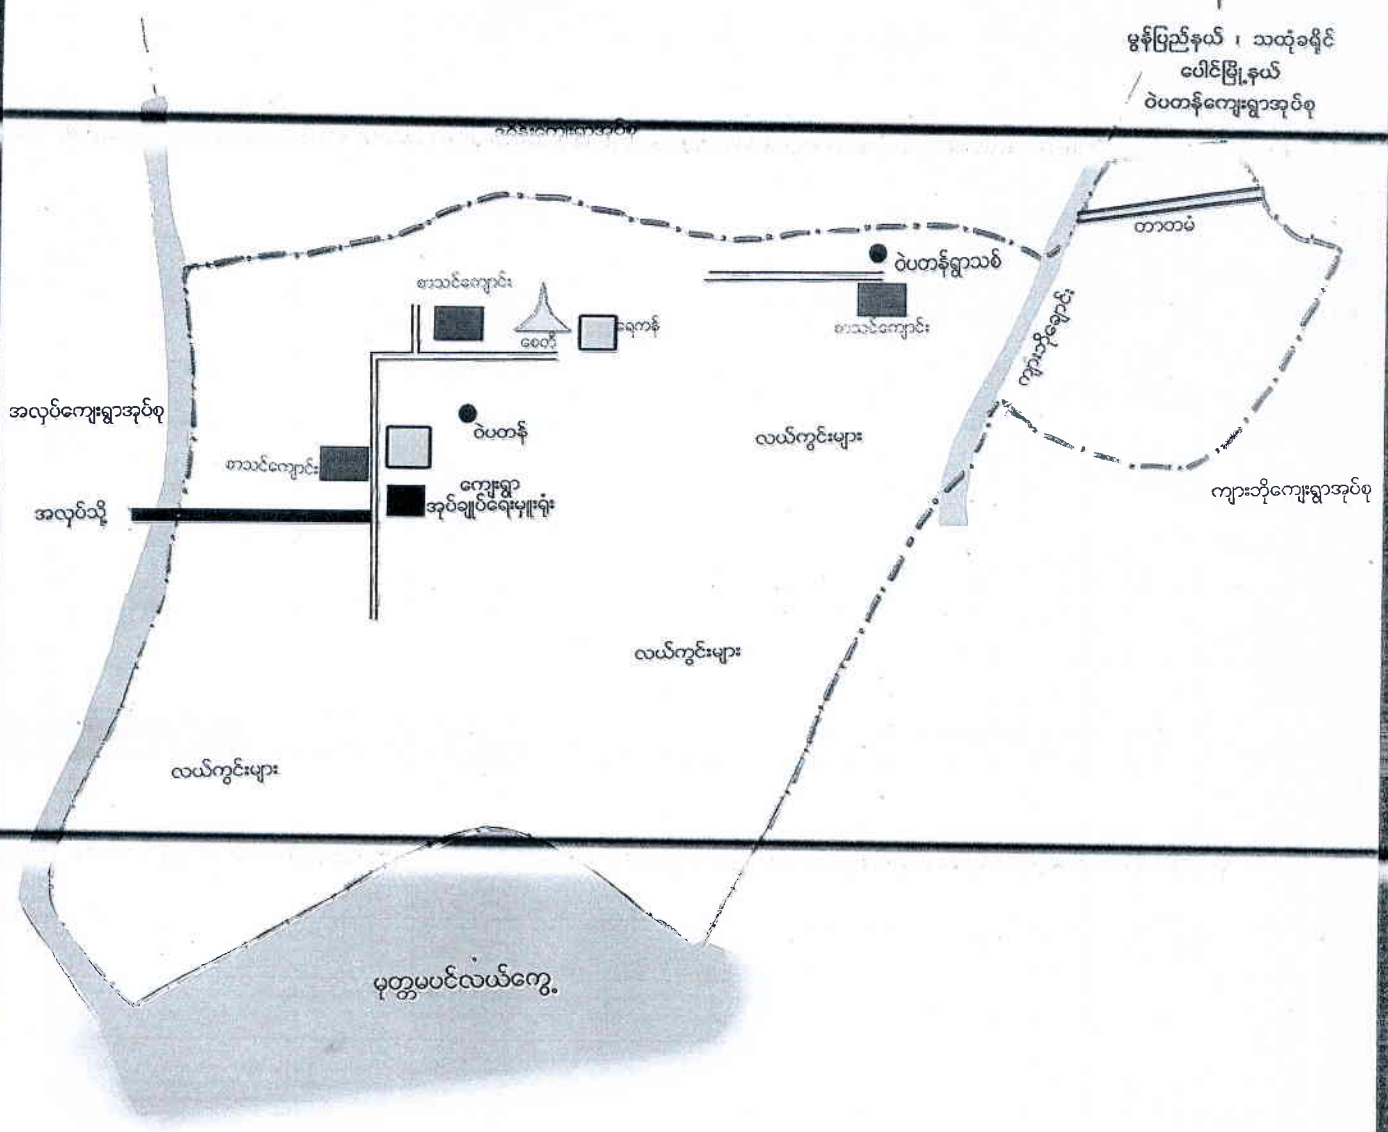 မွန်ပြည်နယ် ၊ သထုံခရိုင်
ပေါင်မြို့နယ်
ဝဲပတန်ကျေးရွာအုပ်စု
တာတမံ
ဝဲပတန်ရွာသစ်
စာသင်ကျောင်း
စေတီ
ရေကန်
စာသင်ကျောင်း
ကျားဘိုချောင်း
အလှပ်ကျေးရွာအုပ်စု
ဝဲပတန်
လယ်ကွင်းများ
စာသင်ကျောင်း
ကျေးရွာ
အုပ်ချုပ်ရေးမှူးရုံး
ကျားဘိုကျေးရွာအုပ်စု
အလှပ်သို့
လယ်ကွင်းများ
လယ်ကွင်းများ
မုတ္တမပင်လယ်ကွေ့